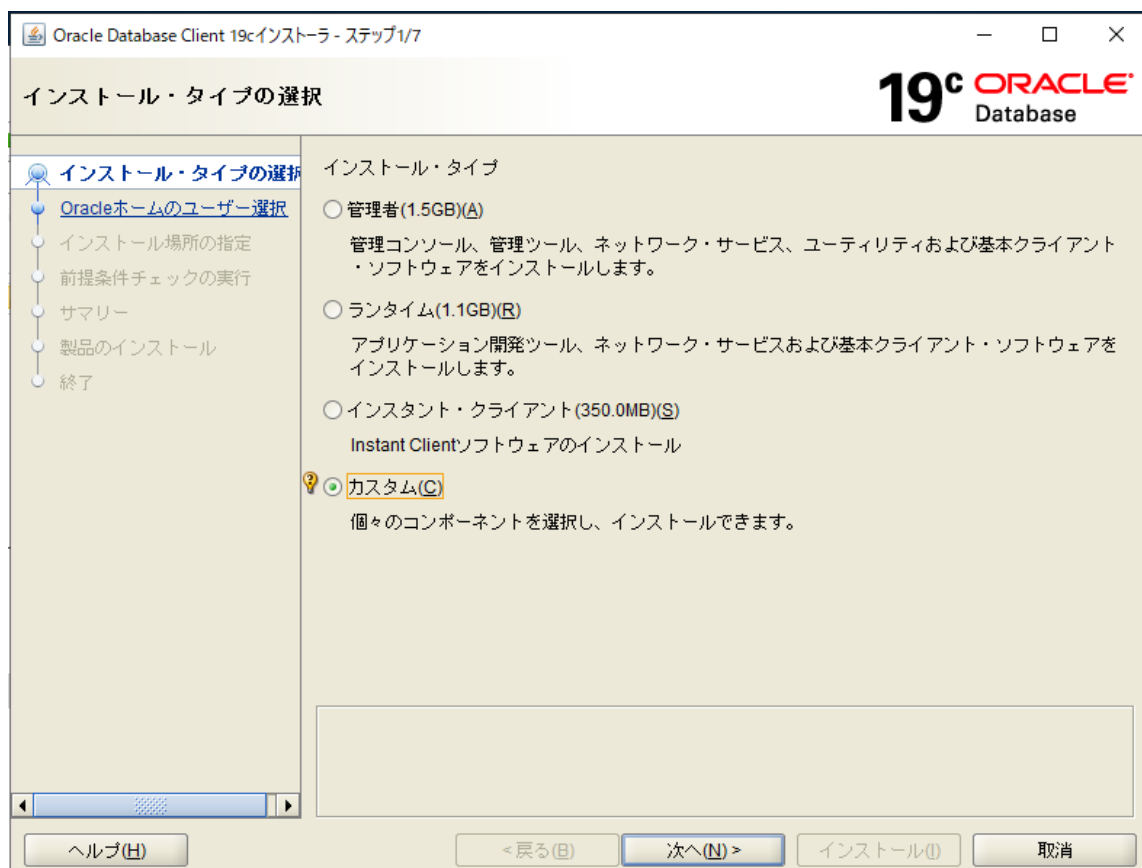 Oracle Database Client 19cインストーラ - ステップ1/7
インストール・タイプの選択
19c ORACLE
Database
インストール・タイプの選択
Oracleホームのユーザー選択
インストール場所の指定
前提条件チェックの実行
サマリー
製品のインストール
終了
インストール・タイプ
管理者(1.5GB)(A)
管理コンソール、管理ツール、ネットワーク・サービス、ユーティリティおよび基本クライアント
・ソフトウェアをインストールします。
ランタイム(1.1GB)(R)
アプリケーション開発ツール、ネットワーク・サービスおよび基本クライアント・ソフトウェアを
インストールします。
インスタント・クライアント(350.0MB)(S)
Instant Clientソフトウェアのインストール
カスタム(C)
個々のコンポーネントを選択し、インストールできます。
ヘルプ(H)
<戻る(B)
次へ(N)>
インストール(I)
取消